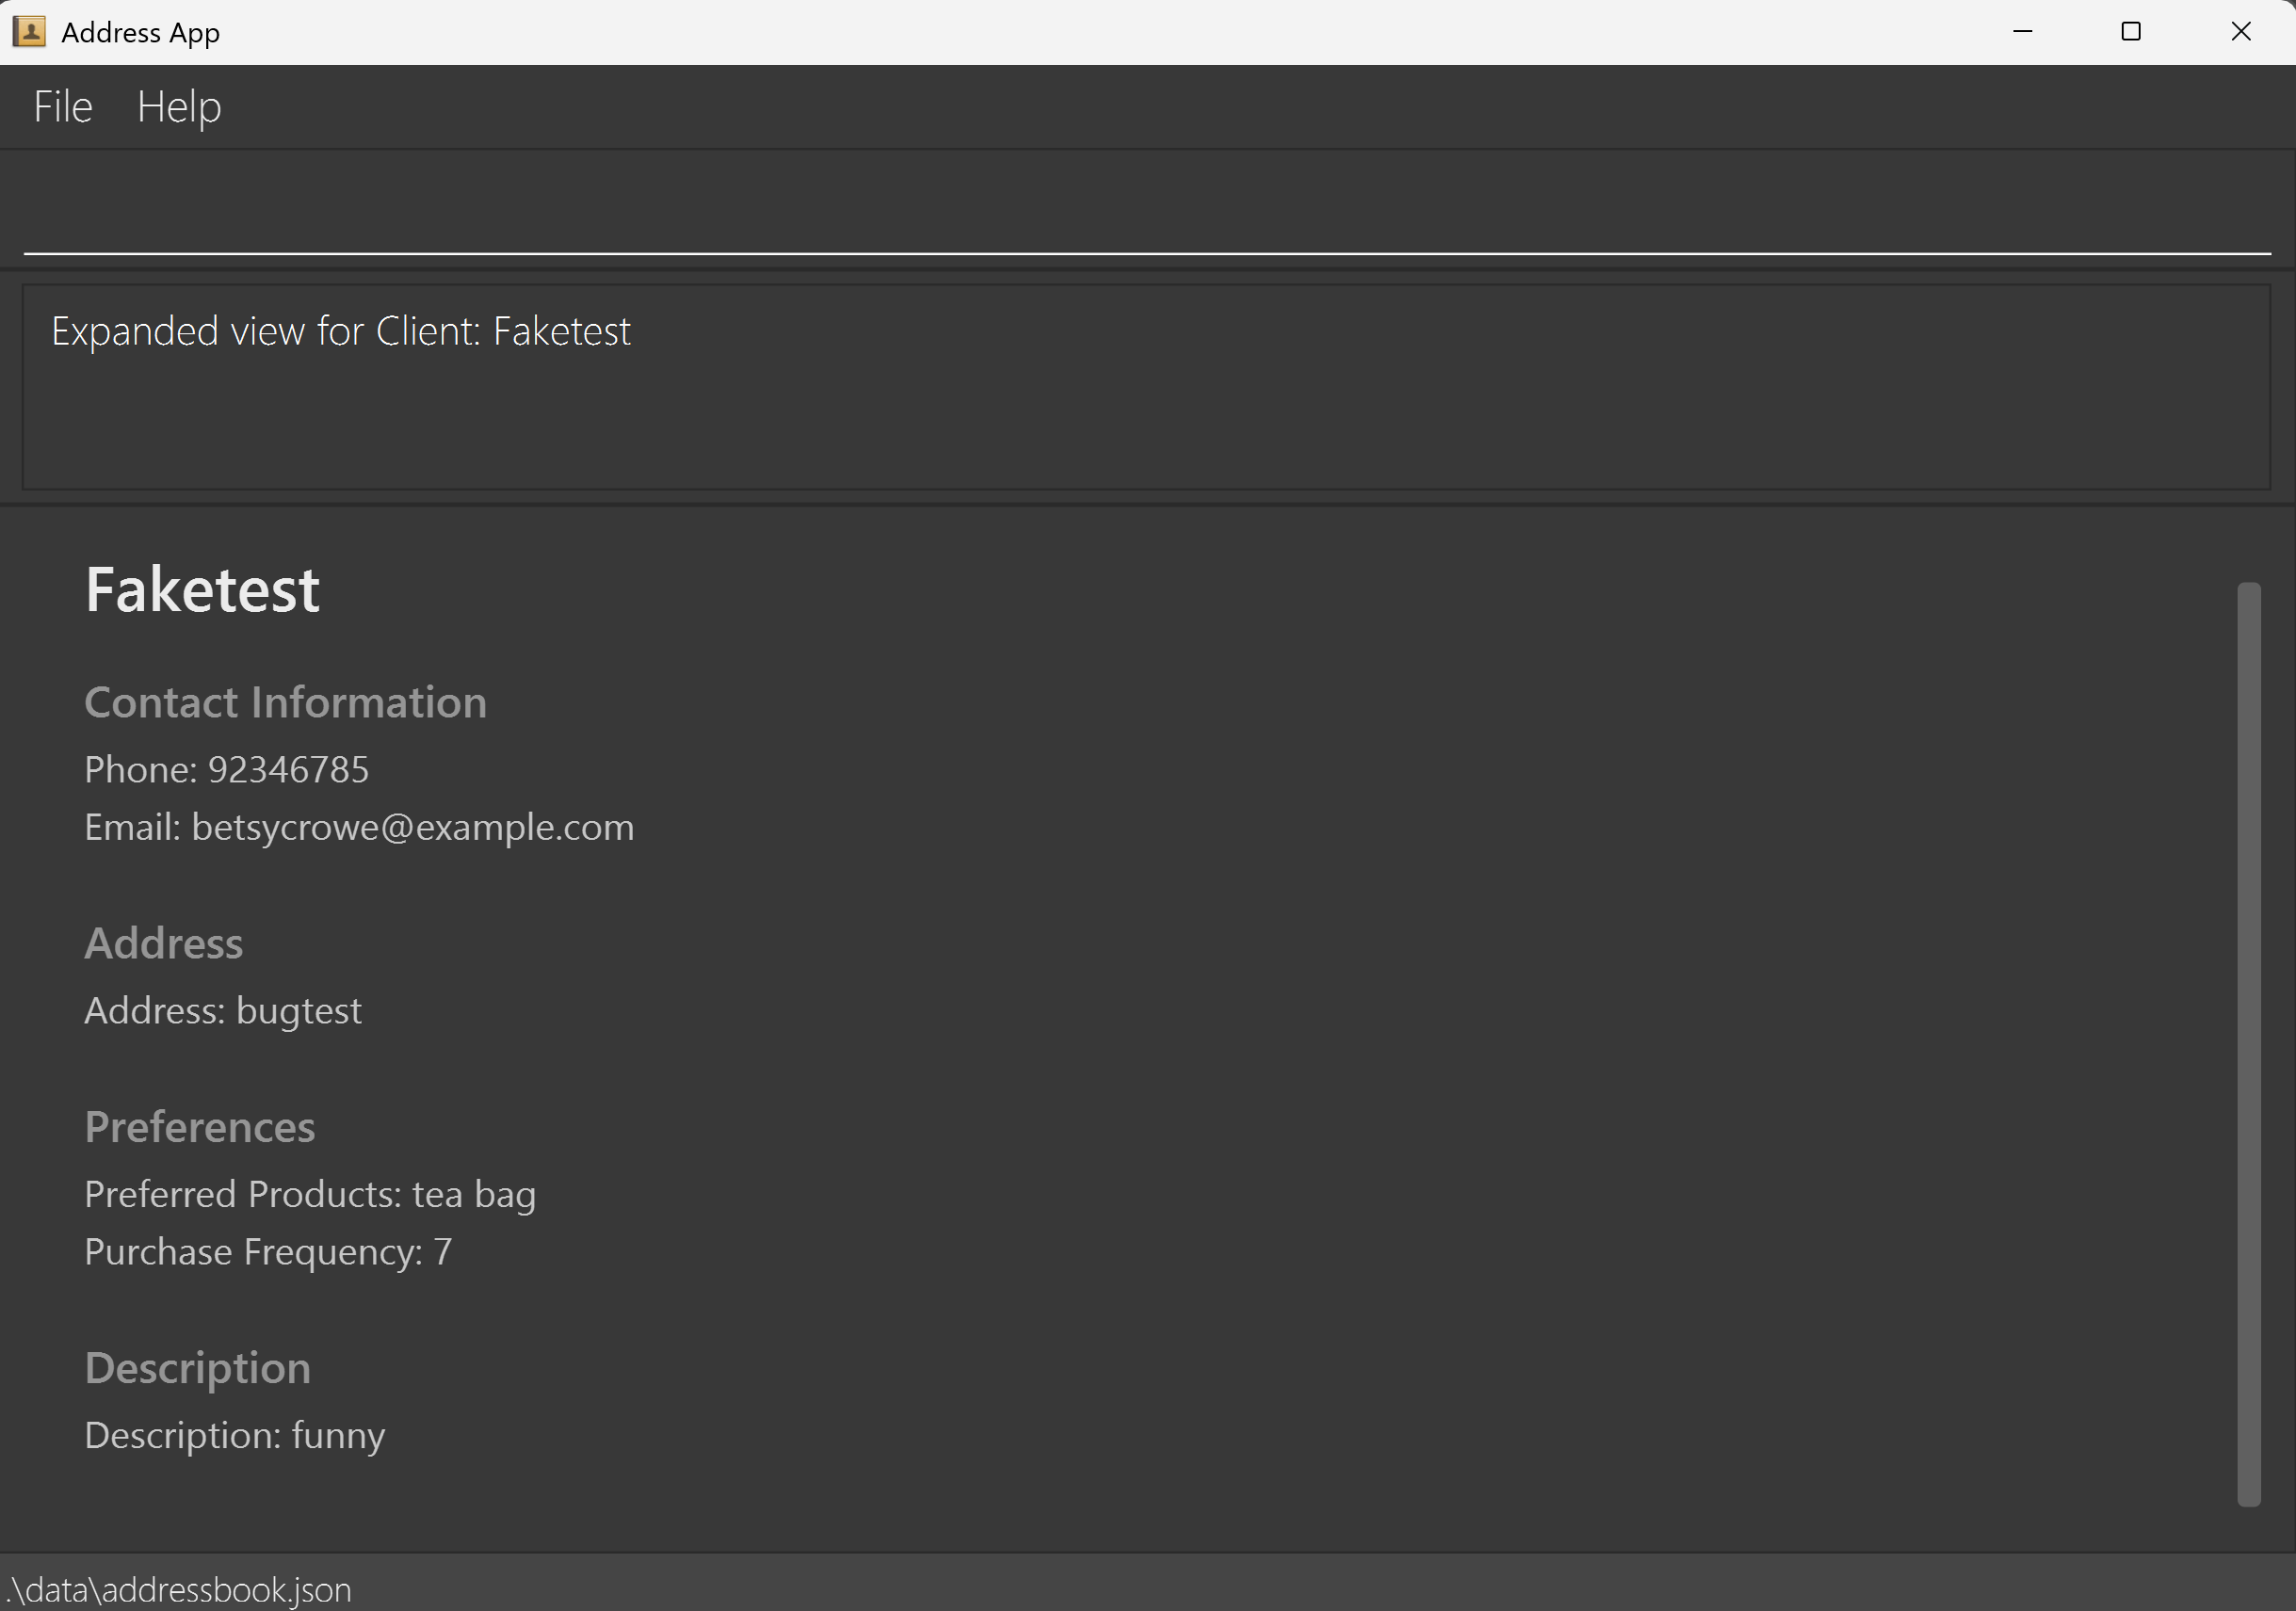 Address App
File Help
Expanded view for Client: Faketest
Faketest
Contact Information
Phone: 92346785
Email: betsycrowe@example.com
Address
Address: bugtest
Preferences
Preferred Products: tea bag
Purchase Frequency: 7
Description
Description: funny
.\data\addressbook.json